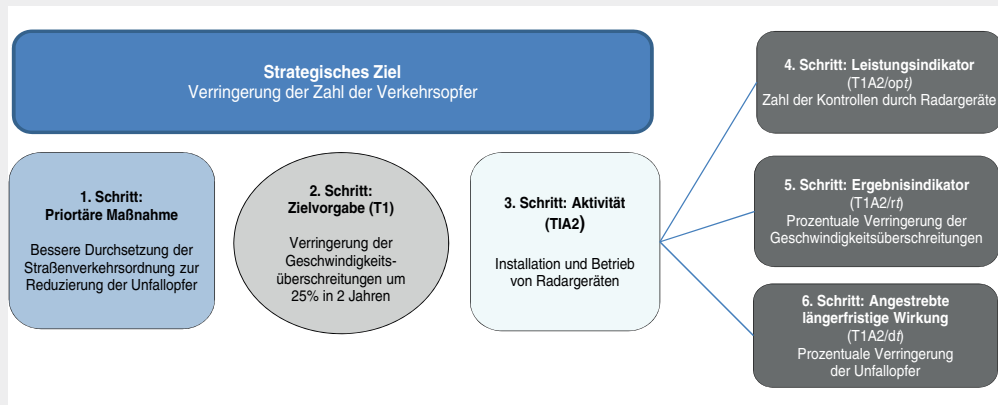 Strategisches Ziel
Verringerung der Zahl der Verkehrsopfer
1. Schritt:
Priortäre Maßnahme
Bessere Durchsetzung der
Straßenverkehrsordnung zur
Reduzierung der Unfallopfer
2. Schritt:
Zielvorgabe (T1)
Verringerung der
Geschwindigkeits-
überschreitungen um
25% in 2 Jahren
3. Schritt: Aktivität
(TIA2)
Installation und Betrieb
von Radargeräten
4. Schritt: Leistungsindikator
(T1A2/opt)
Zahl der Kontrollen durch Radargeräte
5. Schritt: Ergebnisindikator
(T1A2/rt)
Prozentuale Verringerung der
Geschwindigkeitsüberschreitungen
6. Schritt: Angestrebte
längerfristige Wirkung
(T1A2/dt)
Prozentuale Verringerung
der Unfallopfer